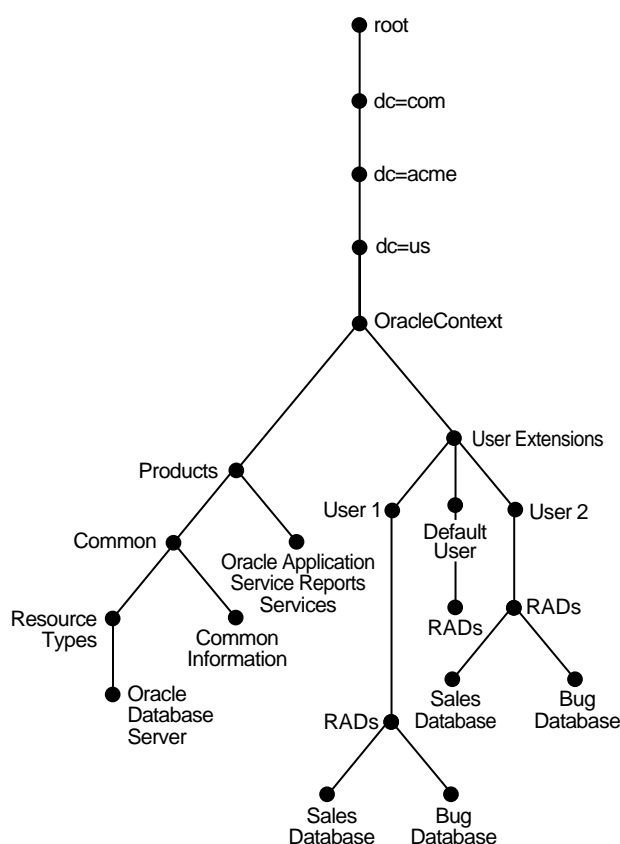 root
dc=com
dc=acme
dc=us
OracleContext
User Extensions
Products
User 1
Default
User
User 2
Common
Oracle Application
Service Reports
Services
Resource
Types
Common
Information
RADs
RADs
Oracle
Database
Server
Sales
Database
Bug
Database
RADs
Sales
Database
Bug
Database